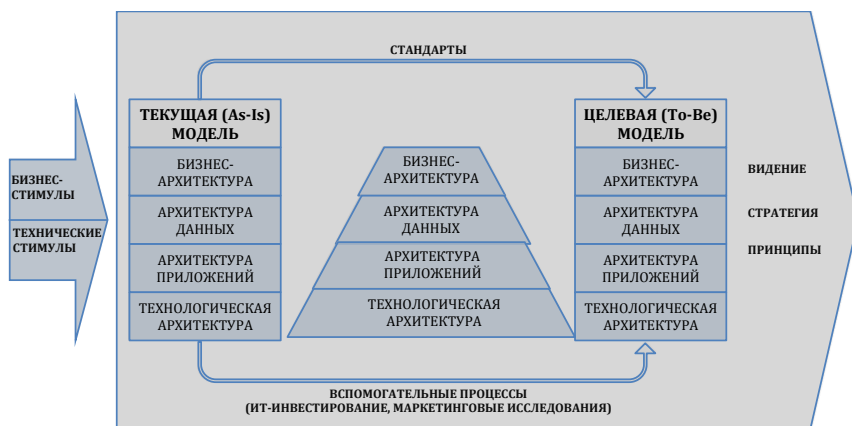 СТАНДАРТЫ
БИЗНЕС-
СТИМУЛЫ
ТЕХНИЧЕСКИЕ
СТИМУЛЫ
ТЕКУЩАЯ (As-Is)
МОДЕЛЬ
БИЗНЕС-
АРХИТЕКТУРА
АРХИТЕКТУРА
ДАННЫХ
АРХИТЕКТУРА
ПРИЛОЖЕНИЙ
ТЕХНОЛОГИЧЕСКАЯ
АРХИТЕКТУРА
БИЗНЕС-
АРХИТЕКТУРА
АРХИТЕКТУРА
ДАННЫХ
АРХИТЕКТУРА
ПРИЛОЖЕНИЙ
ТЕХНОЛОГИЧЕСКАЯ
АРХИТЕКТУРА
ЦЕЛЕВАЯ (To-Be)
МОДЕЛЬ
БИЗНЕС-
АРХИТЕКТУРА
АРХИТЕКТУРА
ДАННЫХ
АРХИТЕКТУРА
ПРИЛОЖЕНИЙ
ТЕХНОЛОГИЧЕСКАЯ
АРХИТЕКТУРА
ВИДЕНИЕ
СТРАТЕГИЯ
ПРИНЦИПЫ
ВСПОМОГАТЕЛЬНЫЕ ПРОЦЕССЫ
(ИТ-ИНВЕСТИРОВАНИЕ, МАРКЕТИНГОВЫЕ ИССЛЕДОВАНИЯ)